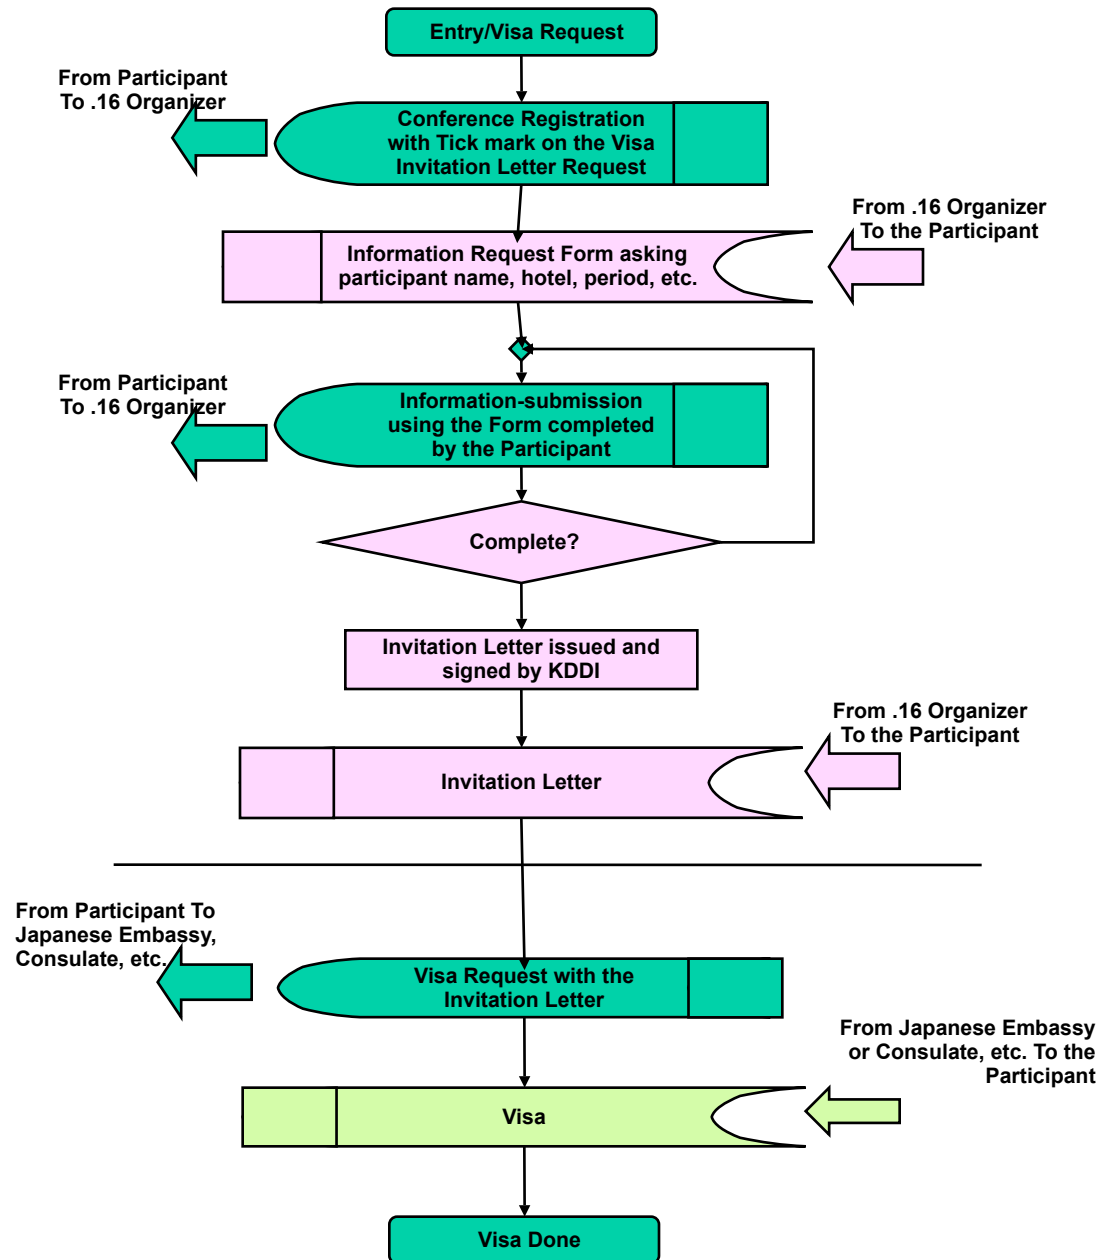 Entry/Visa Request
From Participant
To .16 Organizer
Conference Registration
with Tick mark on the Visa
Invitation Letter Request
From .16 Organizer
To the Participant
Information Request Form asking
participant name, hotel, period, etc.
From Participant
To .16 Organizer
Information-submission
using the Form completed
by the Participant
Complete?
Invitation Letter issued and
signed by KDDI
From .16 Organizer
To the Participant
Invitation Letter
From Participant To
Japanese Embassy,
Consulate, etc.
Visa Request with the
Invitation Letter
From Japanese Embassy
or Consulate, etc. To the
Participant
Visa
Visa Done